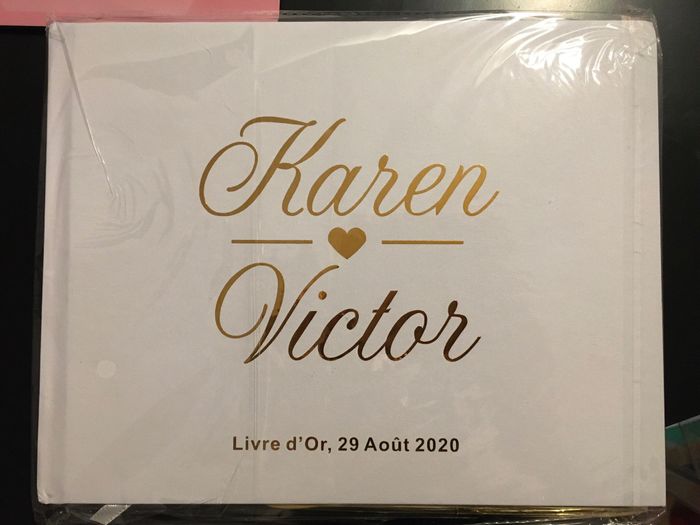 Karen
Victor
Livre d'Or, 29 Août 2020